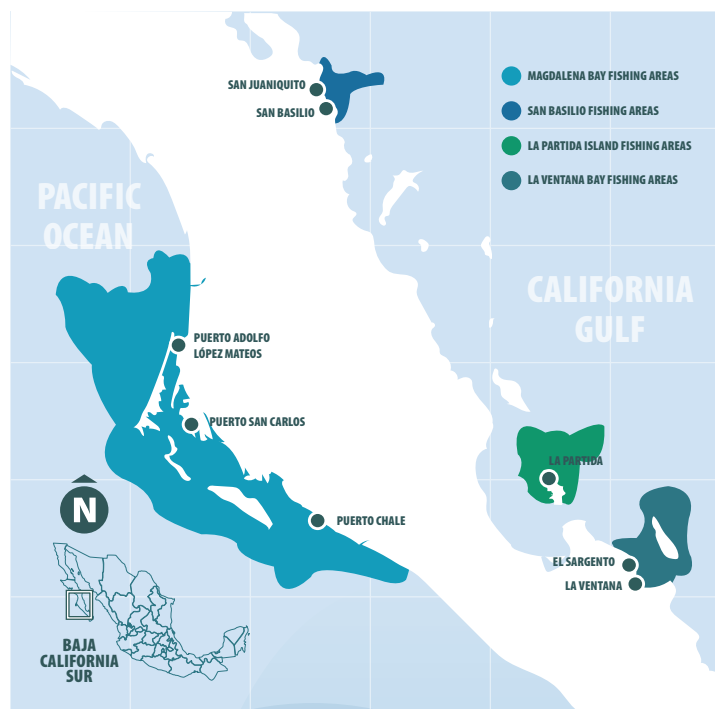 SAN JUANIQUITO
SAN BASILIO
MAGDALENA BAY FISHING AREAS
SAN BASILIO FISHING AREAS
LA PARTIDA ISLAND FISHING AREAS
LA VENTANA BAY FISHING AREAS
PACIFIC
OCEAN
CALIFORNIA
GULF
PUERTO ADOLFO
LÓPEZ MATEOS
PUERTO SAN CARLOS
LA PARTIDA
PUERTO CHALE
N
EL SARGENTO
LA VENTANA
BAJA
CALIFORNIA
SUR